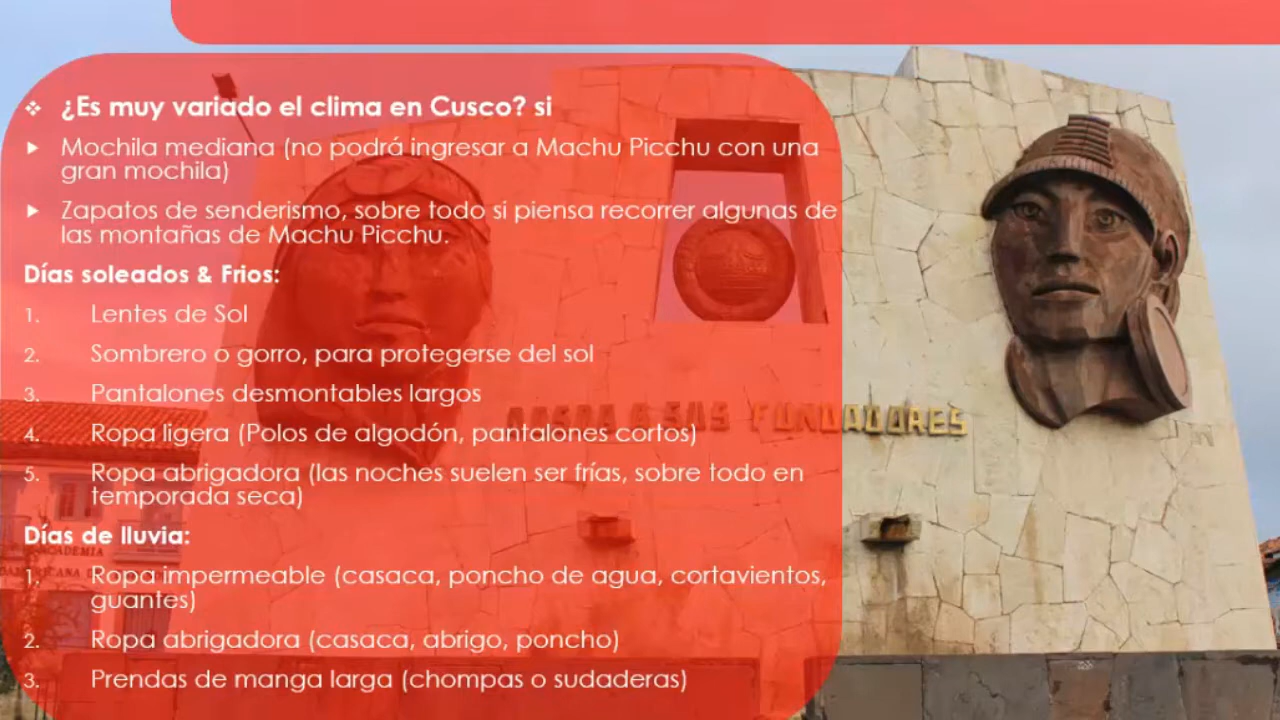 ❖ ¿Es muy variado el clima en Cusco? si
Mochila mediana (no podrá ingresar a Machu Picchu con una
gran mochila)
Zapatos de senderismo, sobre todo si piensa recorrer algunas de
las montañas de Machu Picchu.
Días soleados & Frios:
1. Lentes de Sol
2. Sombrero o gorro, para protegerse del sol
3. Pantalones desmontables largos
4. Ropa ligera (Polos de algodón, pantalones cortos)
5. Ropa abrigadora (las noches suelen ser frías, sobre todo en
temporada seca)
Días de lluvia:
1. Ropa impermeable (casaca, poncho de agua, cortavientos,
guantes)
2. Ropa abrigadora (casaca, abrigo, poncho)
3. Prendas de manga larga (chompas o sudaderas)
A SUS FUNDADORES
ACADEMIA